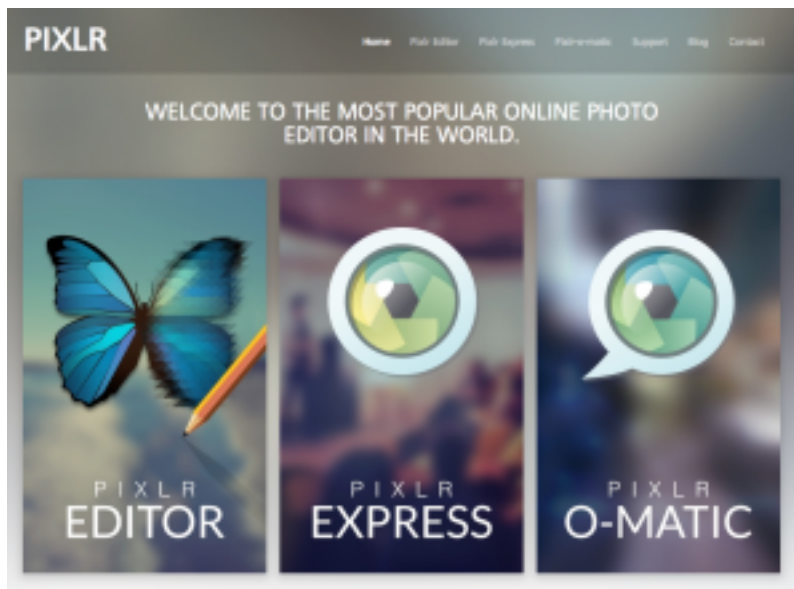 PIXLR
Home Pixlr Editor Pixlr Express Pixlr-o-matic Support Blog Contact
WELCOME TO THE MOST POPULAR ONLINE PHOTO
EDITOR IN THE WORLD.
PIXLR
EDITOR
PIXLR
EXPRESS
PIXLR
O-MATIC